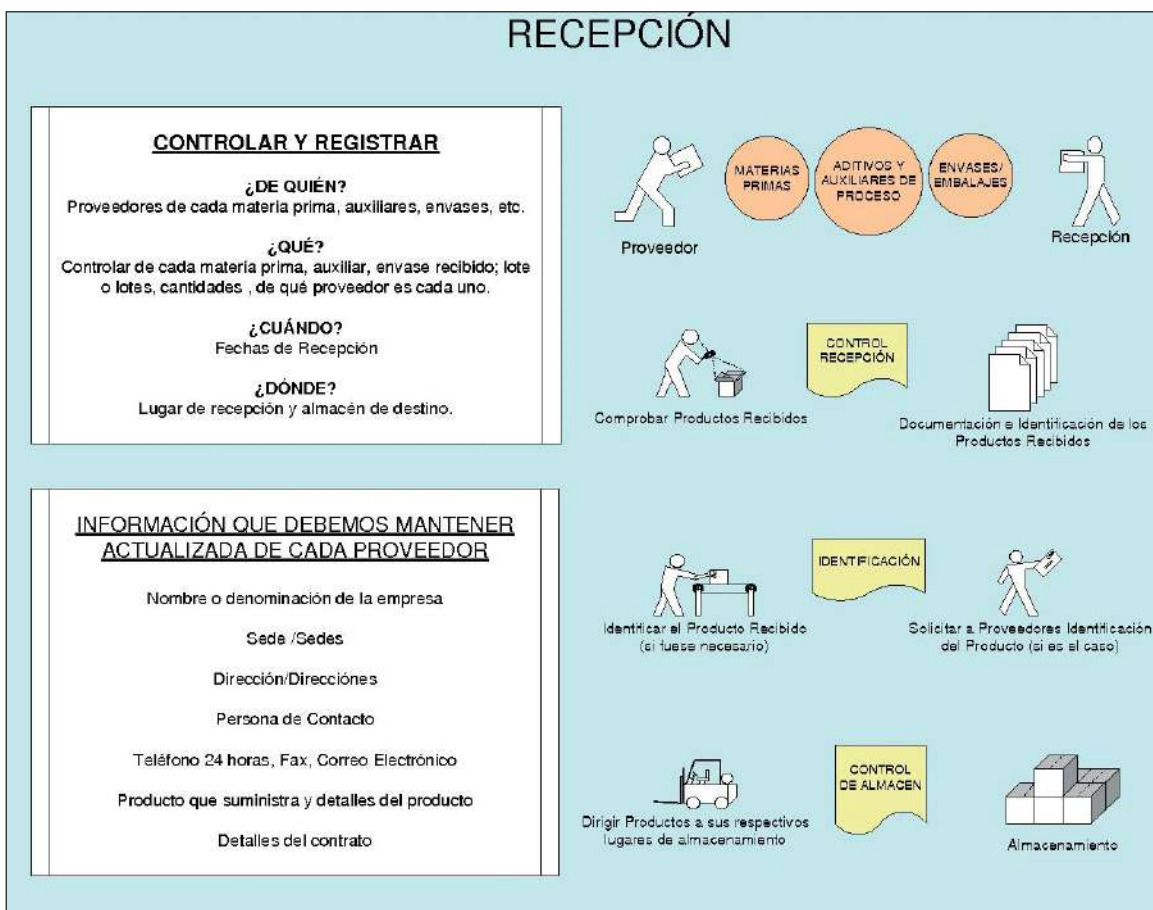 RECEPCIÓN
CONTROLAR Y REGISTRAR
¿DE QUIÉN?
Proveedores de cada materia prima, auxiliares, envases, etc.
¿QUÉ?
Controlar de cada materia prima, auxiliar, envase recibido; lote
o lotes, cantidades , de qué proveedor es cada uno.
¿CUÁNDO?
Fechas de Recepción
¿DÓNDE?
Lugar de recepción y almacén de destino.
INFORMACIÓN QUE DEBEMOS MANTENER
ACTUALIZADA DE CADA PROVEEDOR
Nombre o denominación de la empresa
Sede /Sedes
Dirección/Direcciónes
Persona de Contacto
Teléfono 24 horas, Fax, Correo Electrónico
Producto que suministra y detalles del producto
Detalles del contrato
MATERIAS
PRIMAS
ADITIVOS Y
AUXILIARES DE
PROCESO
ENVASES/
EMBALAJES
Proveedor
Recepción
CONTROL
RECEPCIÓN
Comprobar Productos Recibidos
Documentación e Identificación de los
Productos Recibidos
IDENTIFICACIÓN
Identificar el Producto Recibido
(si fuese necesario)
Solicitar a Proveedores Identificación
del Producto (si es el caso)
CONTROL
DE ALMACEN
Dirigir Productos a sus respectivos
lugares de almacenamiento
Almacenamiento